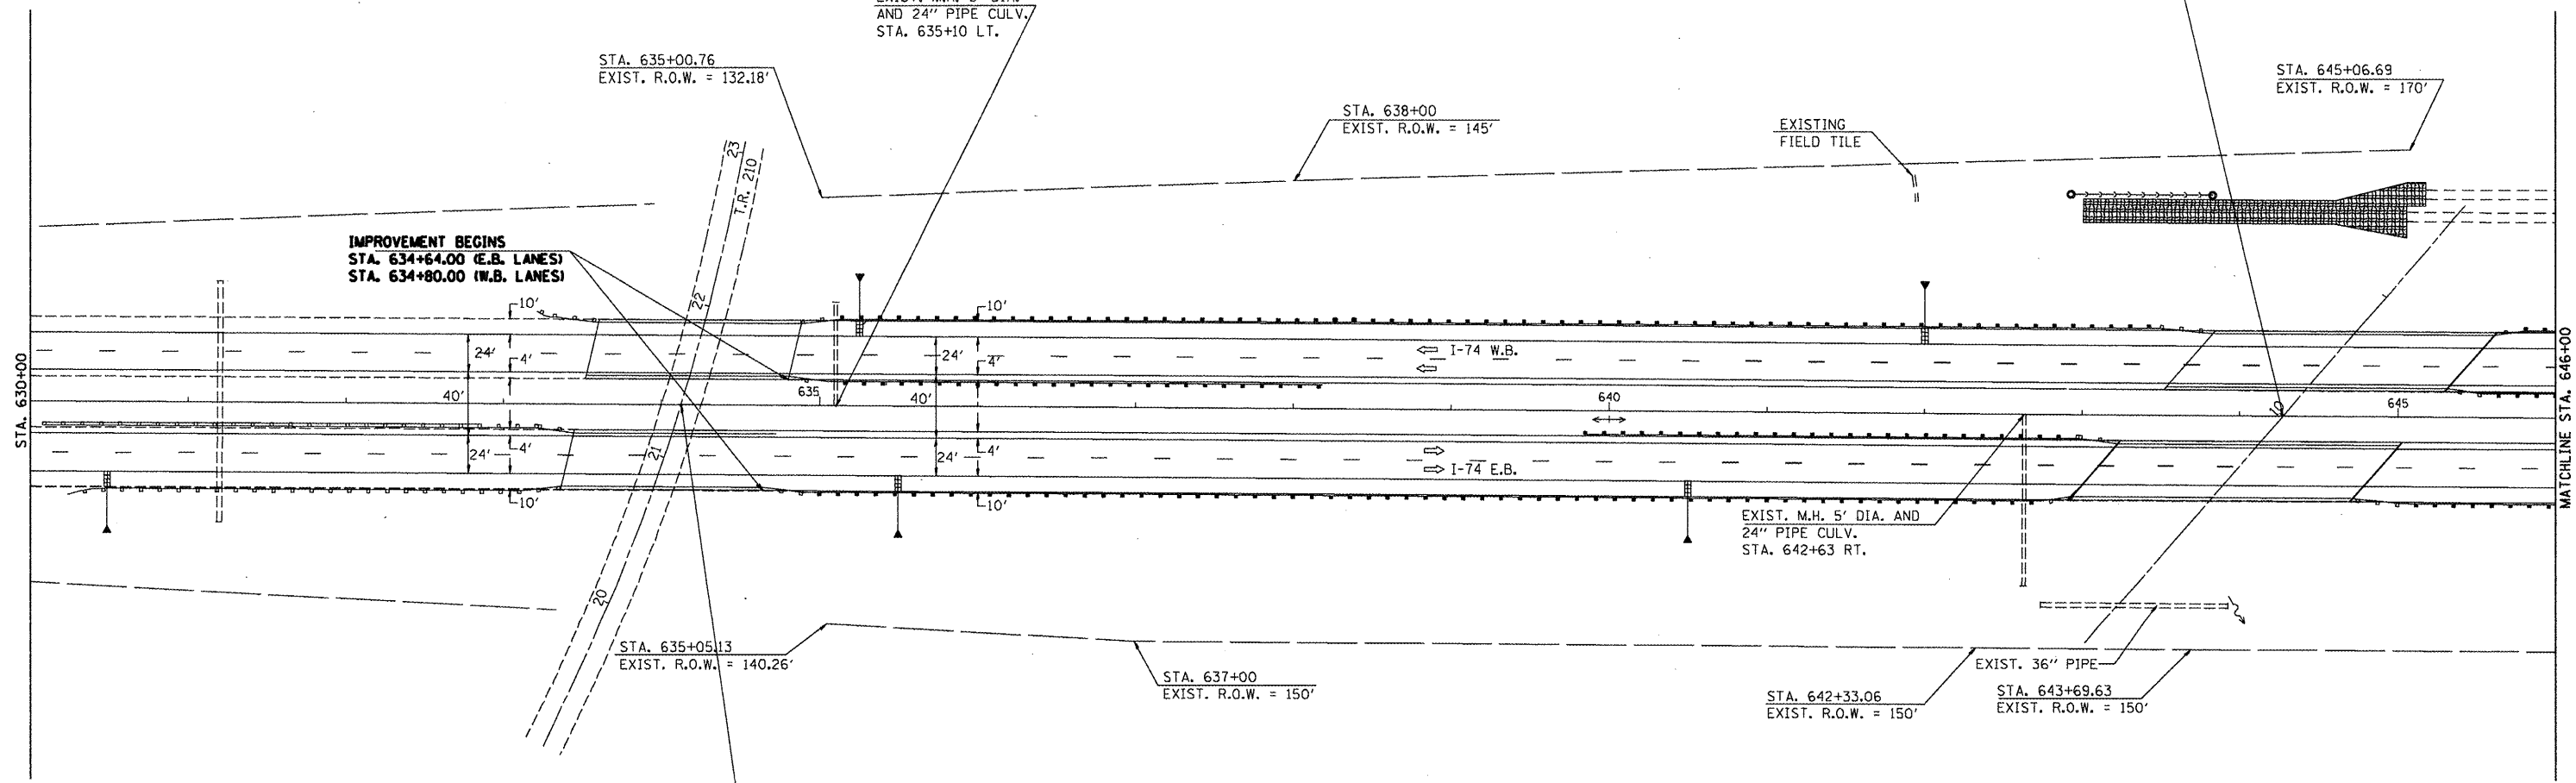 AND 24" PIPE CULV.
STA. 635+10 LT.
STA. 635+00.76
EXIST. R.O.W. = 132.18'
STA. 645+06.69
EXIST. R.O.W. = 170'
STA. 638+00
EXIST. R.O.W. = 145'
EXISTING
FIELD TILE
23
T.R. 210
IMPROVEMENT BEGINS
STA. 634+64.00 (E.B. LANES)
STA. 634+80.00 (W.B. LANES)
22
10'
10'
24'
4'
24'
4'
I-74 W.B.
STA. 630+00
MATCHLINE STA. 646+00
40'
635
40'
640
10
645
4'
24'
21
4'
24'
I-74 E.B.
10'
10'
EXIST. M.H. 5' DIA. AND
24" PIPE CULV.
STA. 642+63 RT.
20
STA. 635+05.13
EXIST. R.O.W. = 140.26'
STA. 637+00
EXIST. R.O.W. = 150'
EXIST. 36" PIPE
STA. 642+33.06
EXIST. R.O.W. = 150'
STA. 643+69.63
EXIST. R.O.W. = 150'